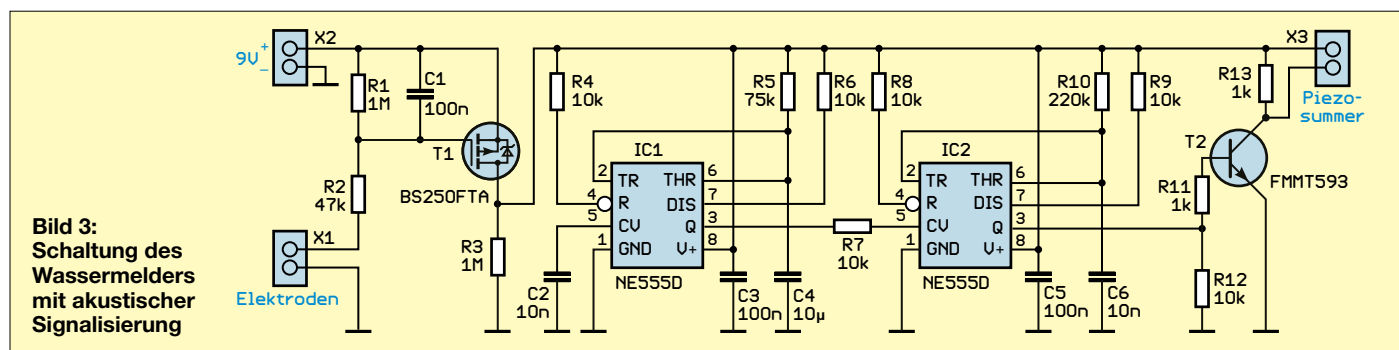 X2
9V
+
–
R1
1M
C1
100n
T1
BS250FTA
R2
47k
X1
Elektroden
R3
1M
R4
10k
R5
75k
R6
10k
R8
10k
R10
220k
R9
10k
R13
1k
X3
Piezo-
summer
IC1
2
TR
THR
6
4
R
DIS
7
5
CV
Q
3
1
GND
V+
8
NE555D
C2
10n
C3
100n
C4
10µ
R7
10k
IC2
2
TR
THR
6
4
R
DIS
7
5
CV
Q
3
1
GND
V+
8
NE555D
C5
100n
C6
10n
T2
FMMT593
R11
1k
R12
10k
Bild 3:
Schaltung des
Wassermelders
mit akustischer
Signalisierung